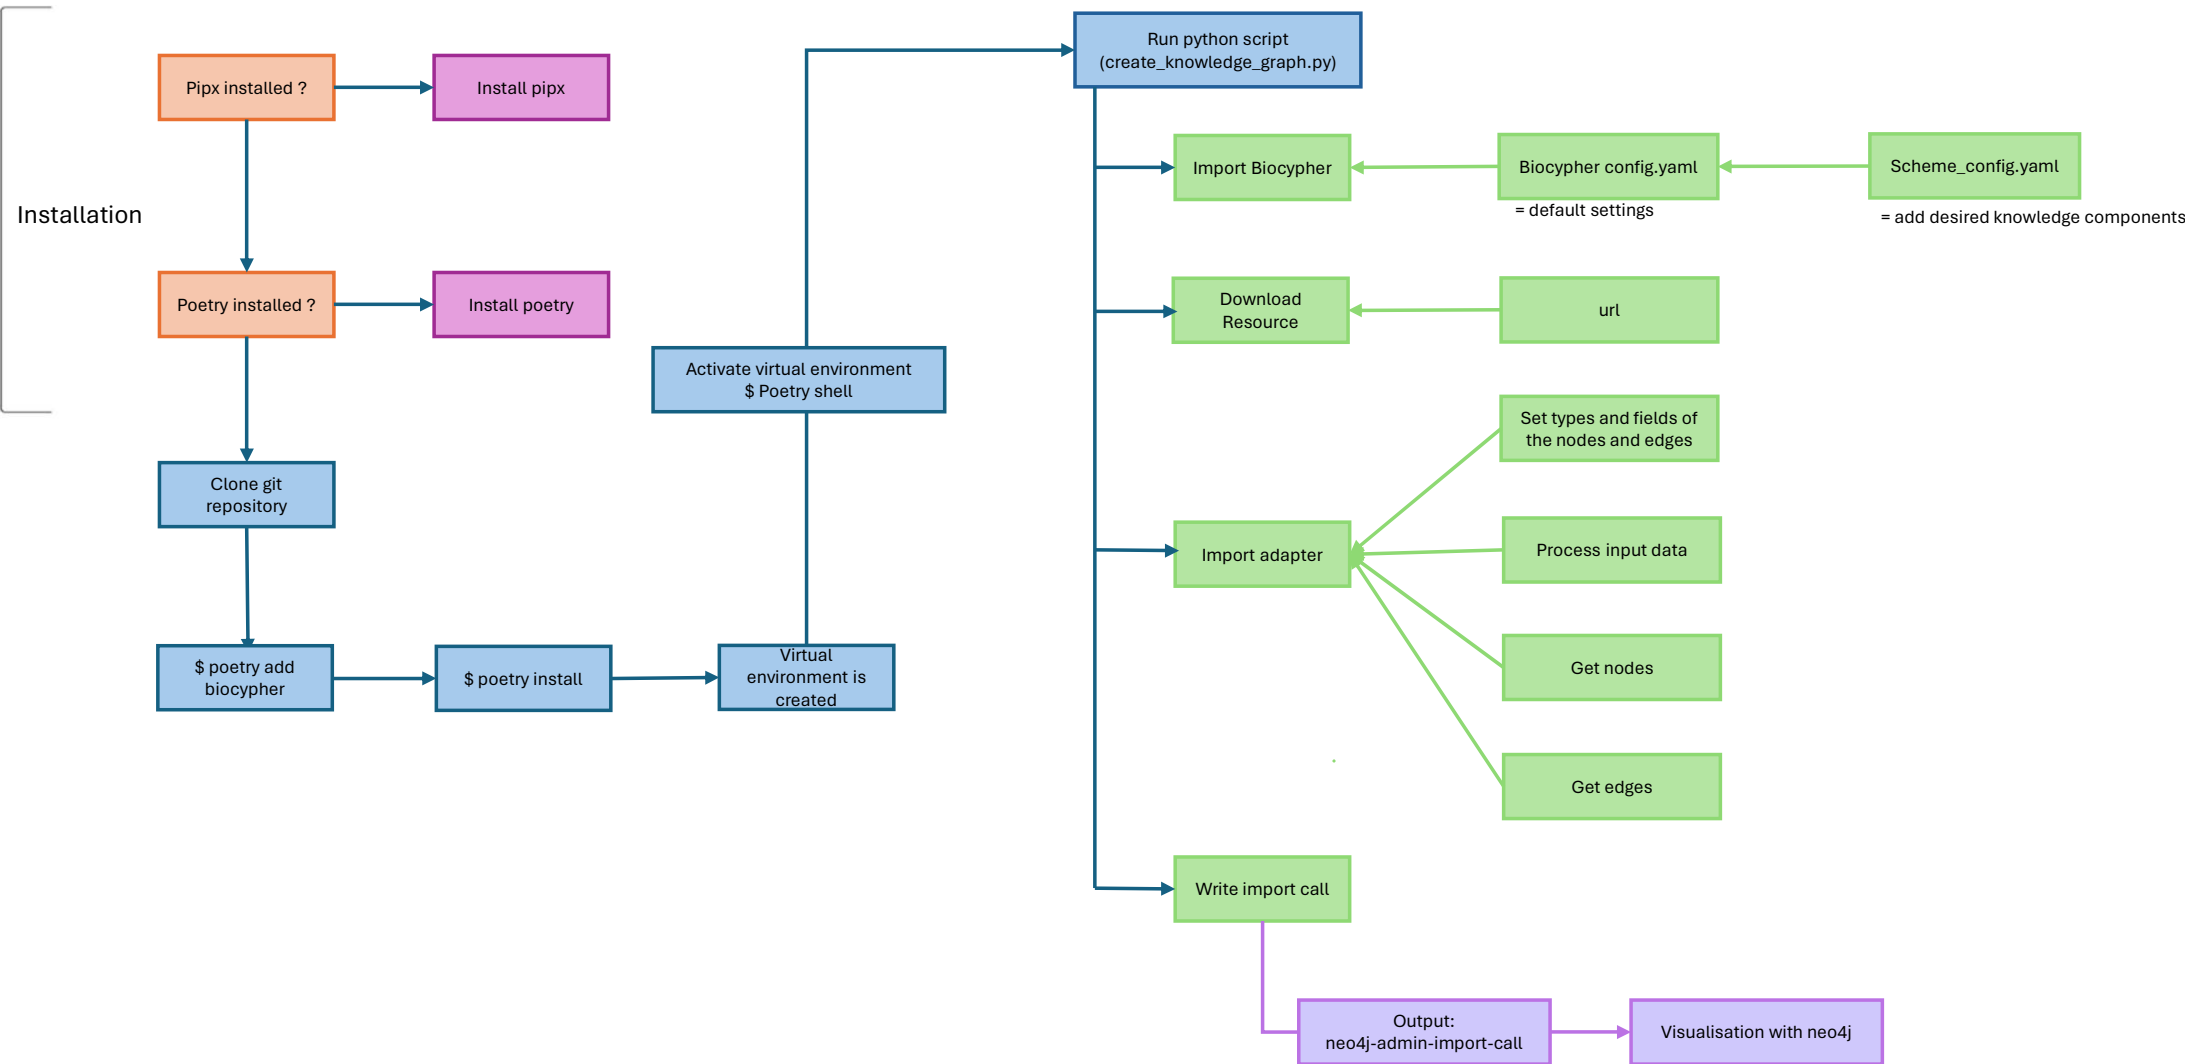 Installation
Pipx installed ?
Install pipx
Poetry installed ?
Install poetry
Clone git
repository
$ poetry add
biocypher
$ poetry install
Virtual
environment is
created
Activate virtual environment
$ Poetry shell
Run python script
(create_knowledge_graph.py)
Import Biocypher
Biocypher config.yaml
= default settings
Scheme_config.yaml
= add desired knowledge components
Download
Resource
url
Import adapter
Set types and fields of
the nodes and edges
Process input data
Get nodes
Get edges
Write import call
Output:
neo4j-admin-import-call
Visualisation with neo4j